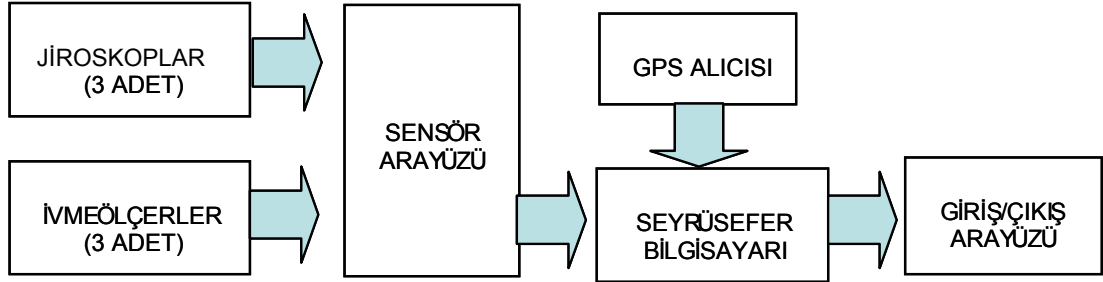 JİROSKOPLAR
(3 ADET)
İVMEÖLÇERLER
(3 ADET)
SENSÖR
ARAYÜZÜ
GPS ALICISI
SEYRÜSEFER
BİLGİSAYARI
GİRİŞ/ÇIKIŞ
ARAYÜZÜ